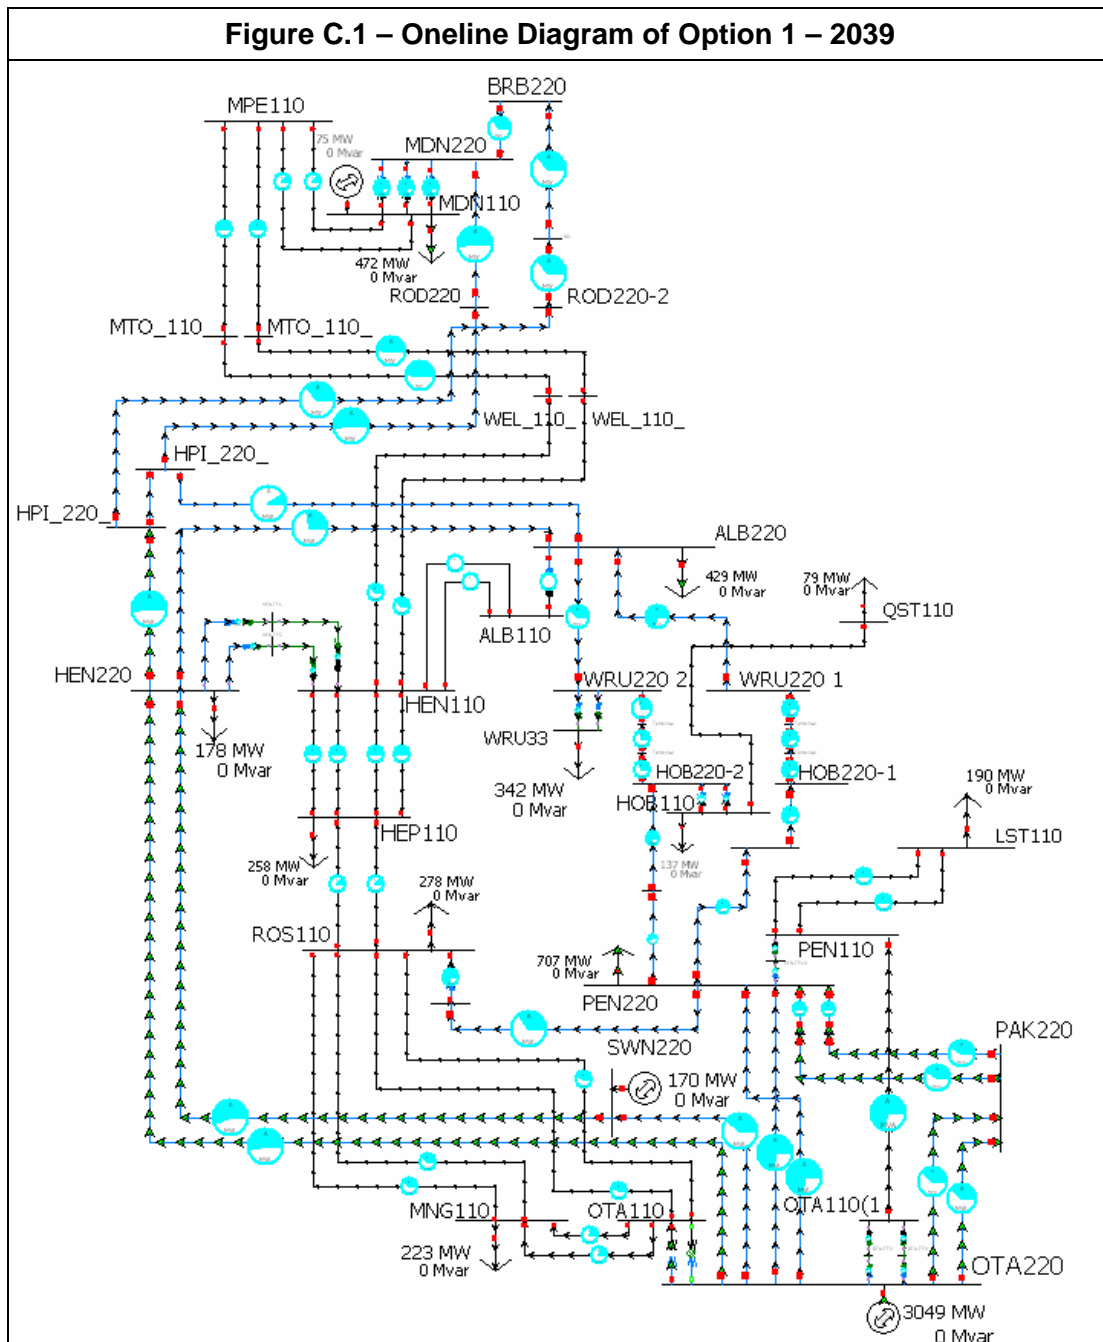 Figure C.1 – Oneline Diagram of Option 1 – 2039
BRB220
MPE110
75 MW
0 Mvar
MDN220
MDN110
472 MW
0 Mvar
ROD220
ROD220-2
MTO_110
MTO_110_
WEL_110_
WEL_110_
HPI_220_
HPI_220_
ALB220
429 MW
0 Mvar
79 MW
0 Mvar
QST110
ALB110
HEN220
HEN110
WRU220 2
WRU220 1
178 MW
0 Mvar
WRU33
342 MW
0 Mvar
HOB220-2
HOB220-1
HOB110
190 MW
0 Mvar
HEP110
137 MW
0 Mvar
LST110
258 MW
0 Mvar
278 MW
0 Mvar
ROS110
PEN110
707 MW
0 Mvar
PEN220
PAK220
SWN220
170 MW
0 Mvar
MNG110
OTA110
OTA110(1
223 MW
0 Mvar
OTA220
3049 MW
0 Mvar